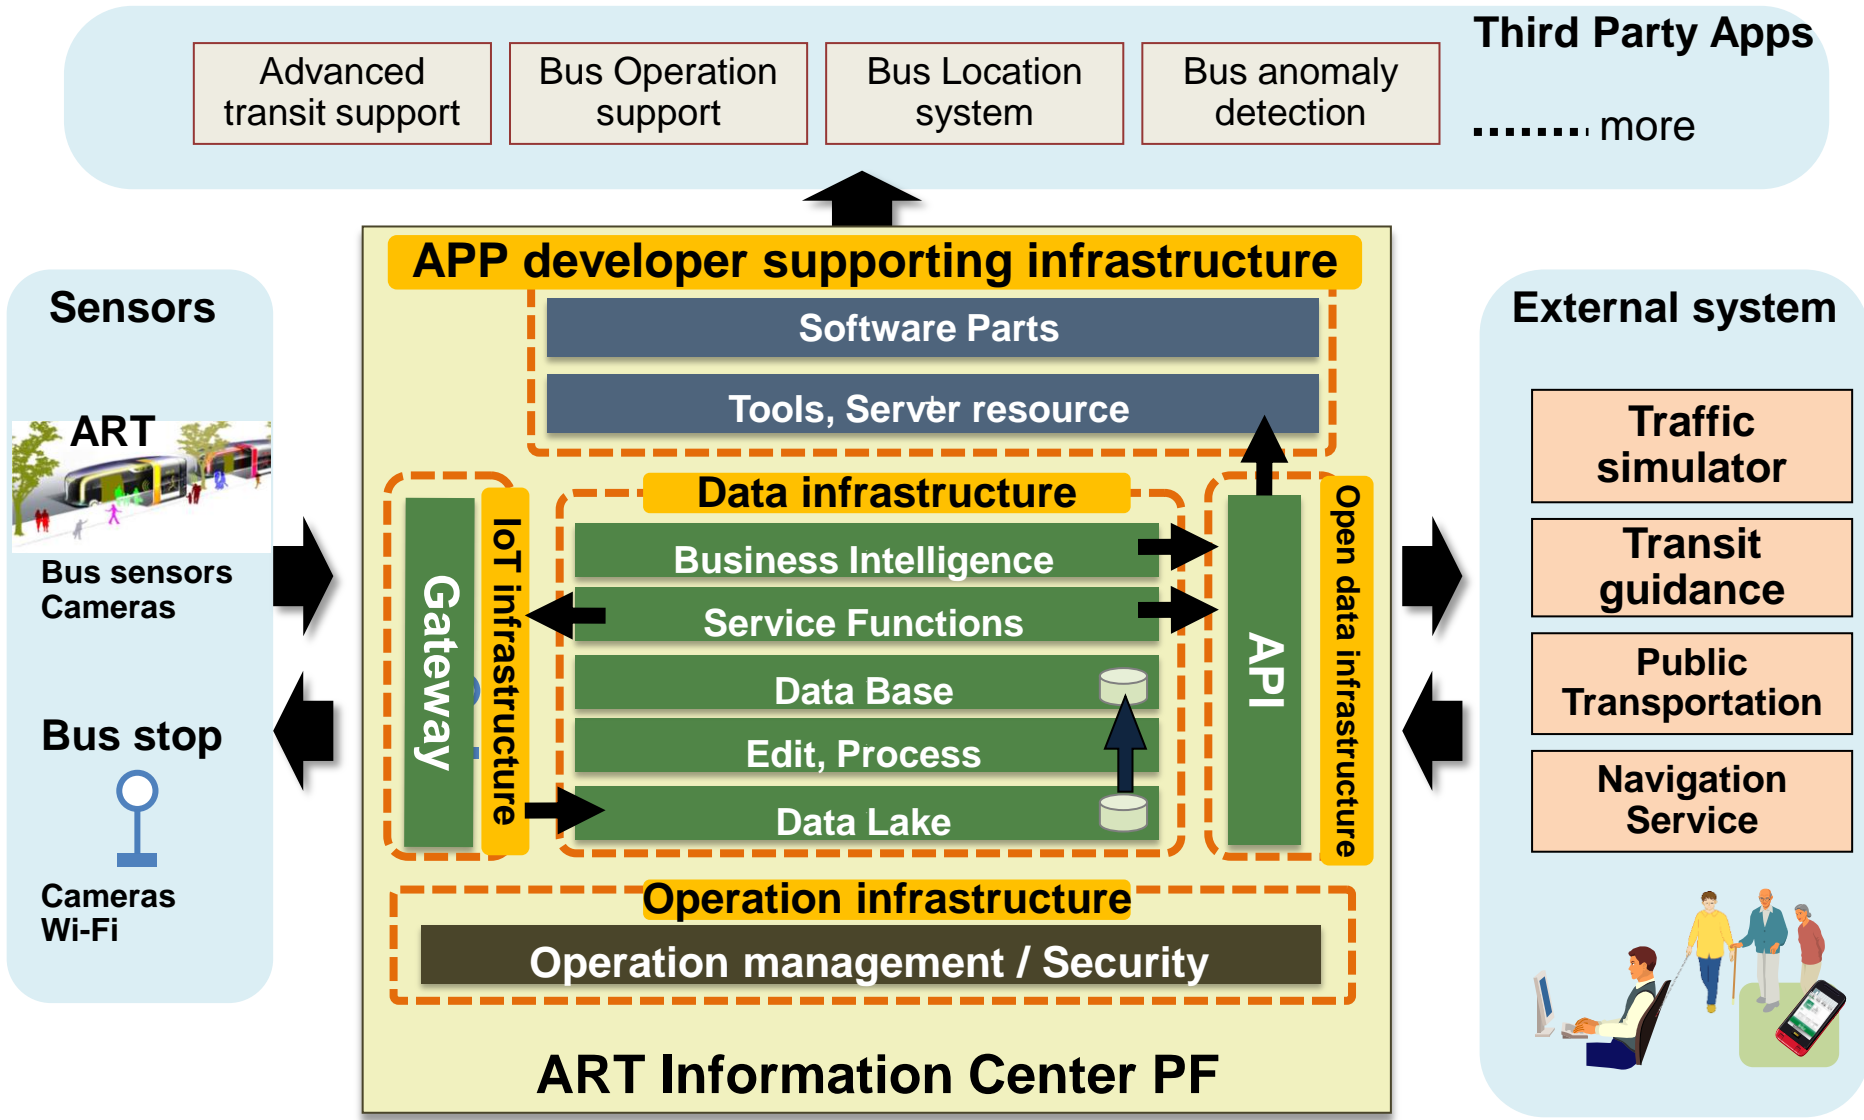 Third Party Apps
Advanced
transit support
Bus Operation
support
Bus Location
system
Bus anomaly
detection
more
Sensors
ART
Bus sensors
Cameras
Bus stop
Cameras
Wi-Fi
APP developer supporting infrastructure
Software Parts
Tools, Server resource
Gateway
IoT infrastructure
Data infrastructure
Business Intelligence
Service Functions
Data Base
Edit, Process
Data Lake
API
Open data infrastructure
Operation infrastructure
Operation management / Security
ART Information Center PF
External system
Traffic
simulator
Transit
guidance
Public
Transportation
Navigation
Service